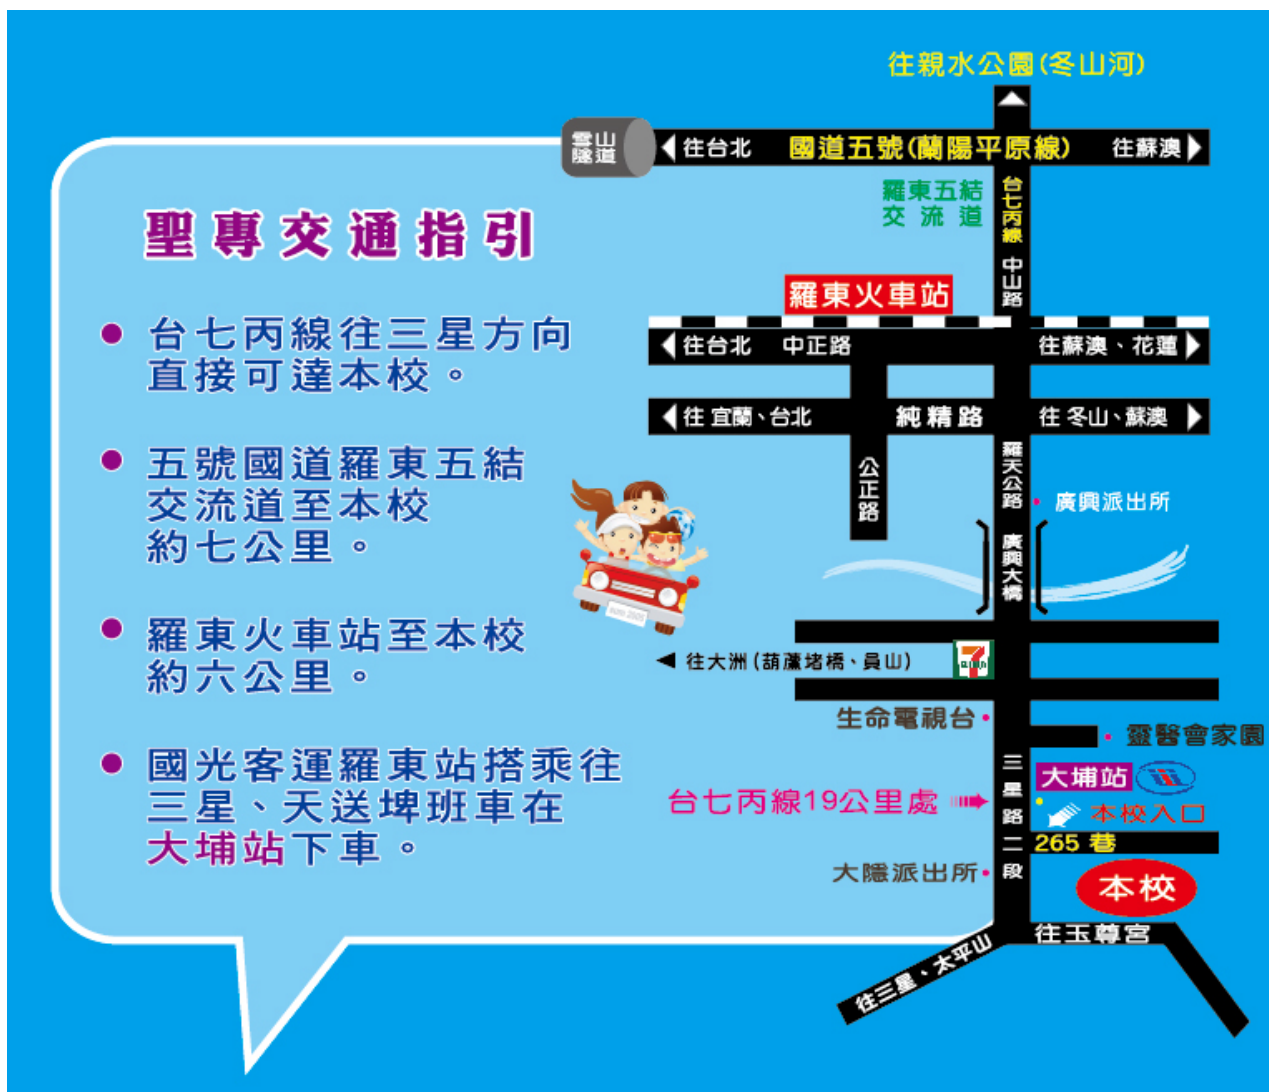 往親水公園(冬山河)
雪山
隧道
往台北
國道五號(蘭陽平原線)
往蘇澳
羅東五結
交流道
台七丙線
中山路
聖專交通指引
台七丙線往三星方向
直接可達本校。
五號國道羅東五結
交流道至本校
約七公里。
羅東火車站至本校
約六公里。
國光客運羅東站搭乘往
三星、天送埤班車在
大埔站下車。
羅東火車站
往台北
中正路
往蘇澳、花蓮
往 宜蘭、台北
純精路
往 冬山、蘇澳
公正路
羅天公路
廣興派出所
廣興大橋
往大洲(葫蘆堵橋、員山)
7
生命電視台
靈醫會家園
三星路二段
大埔站
台七丙線19公里處
本校入口
265 巷
大隱派出所
本校
往玉尊宮
往三星、太平山